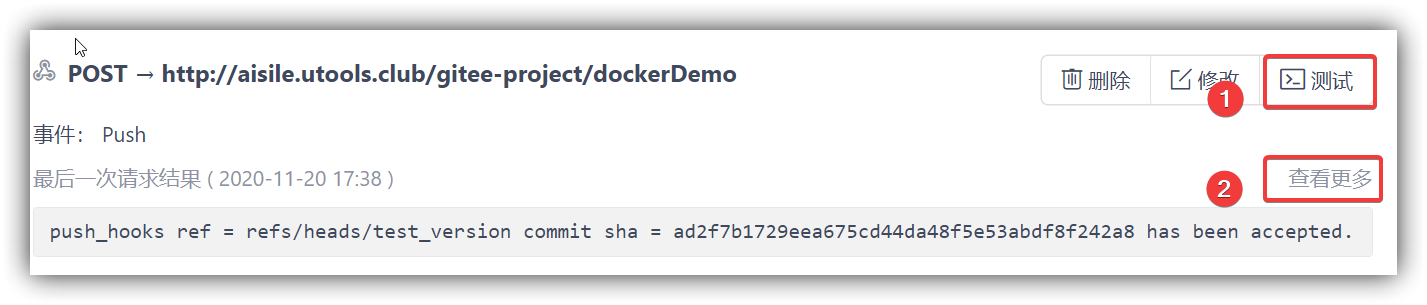 POST → http://aisile.utools.club/gitee-project/dockerDemo
删除 修改 测试
1
事件： Push
最后一次请求结果 ( 2020-11-20 17:38 )
2 查看更多
push_hooks ref = refs/heads/test_version commit sha = ad2f7b1729eea675cd44da48f5e53abdf8f242a8 has been accepted.